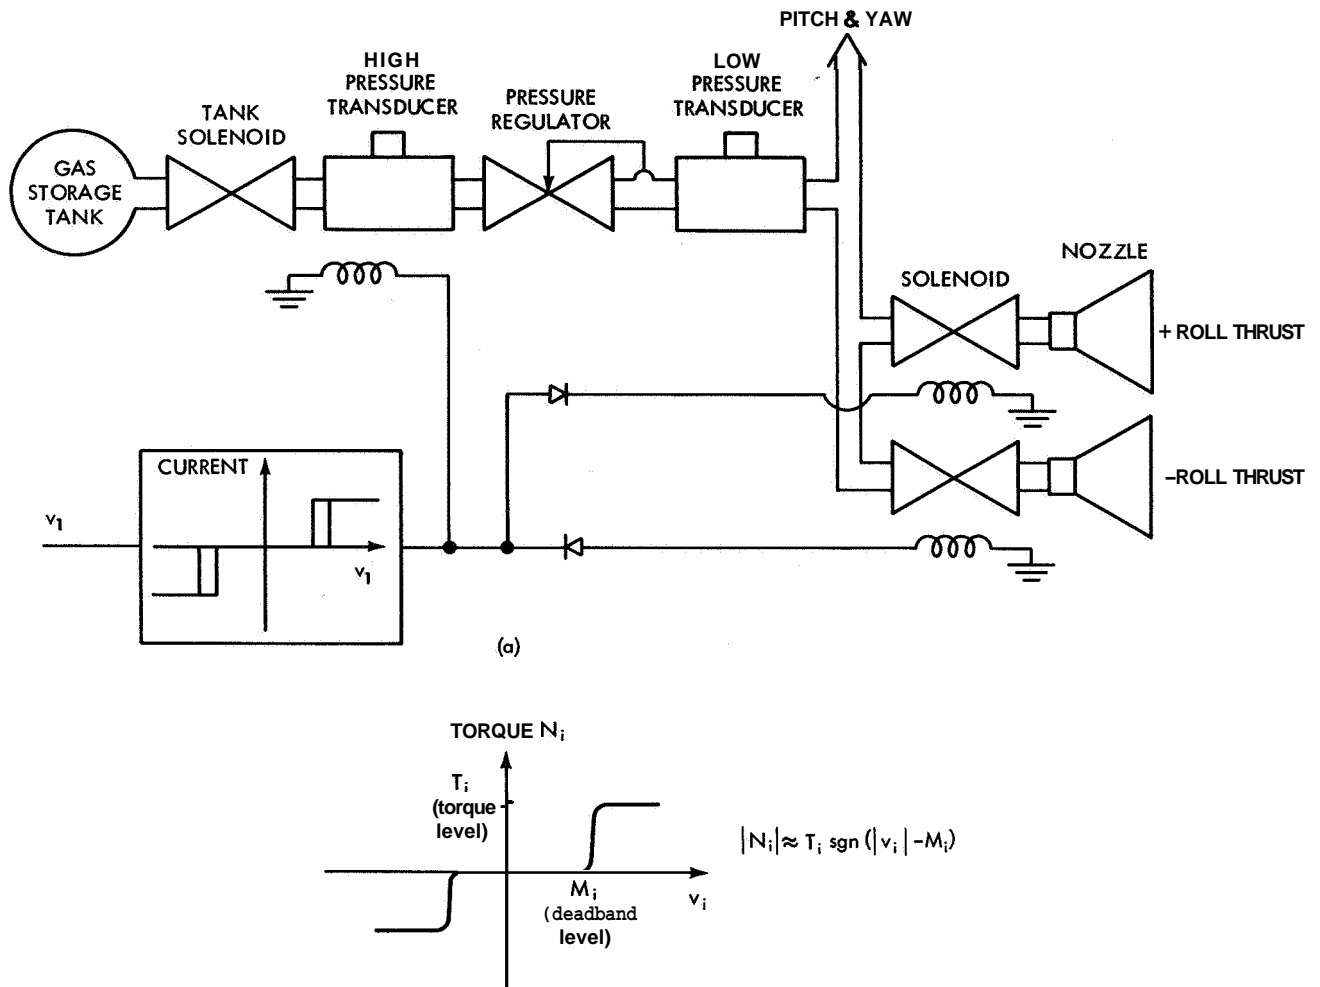 PITCH & YAW
HIGH
PRESSURE
TRANSDUCER
LOW
PRESSURE
TRANSDUCER
TANK
SOLENOID
PRESSURE
REGULATOR
GAS
STORAGE
TANK
NOZZLE
SOLENOID
+ ROLL THRUST
CURRENT
–ROLL THRUST
v1
v1
(a)
TORQUE Ni
Ti
(torque
level)
|Ni| ≈ Ti sgn (|vi| –Mi)
Mi
vi
(deadband
level)